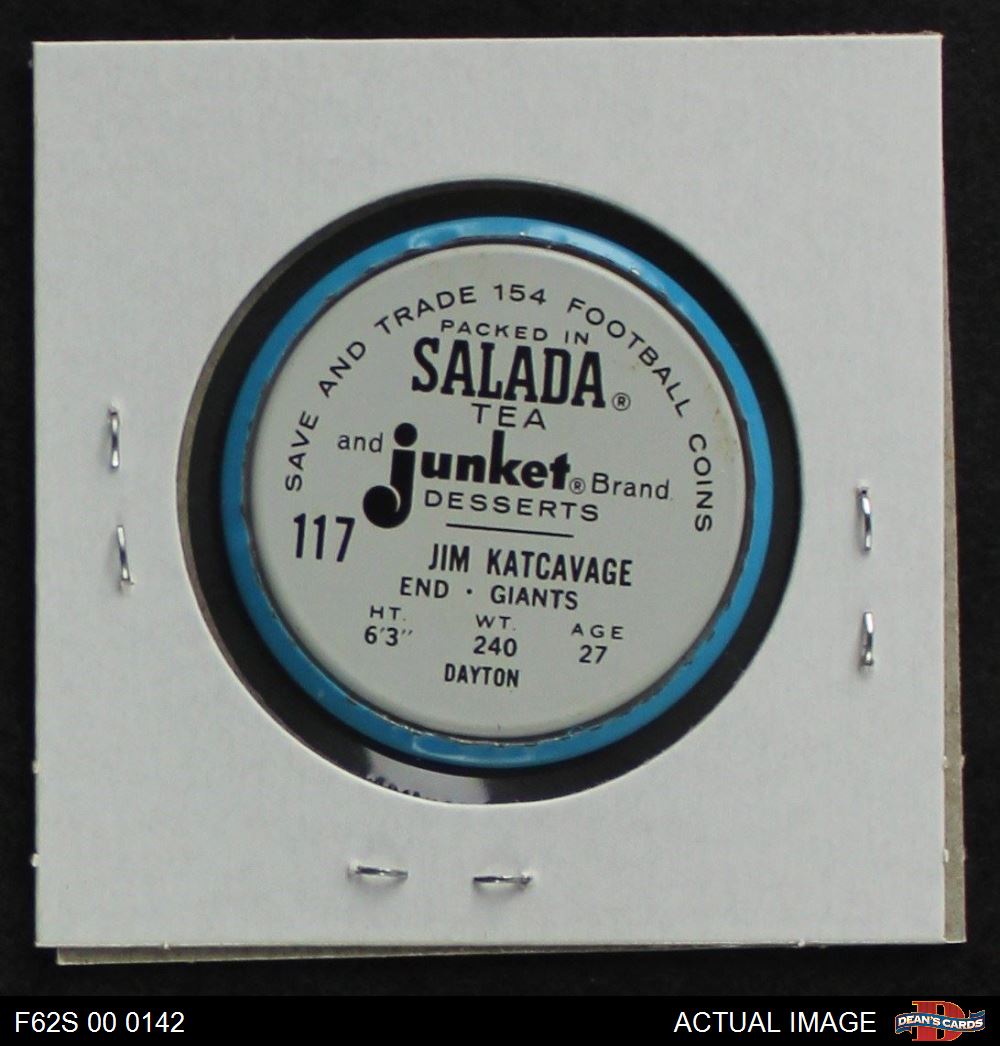 SAVE AND TRADE 154 FOOTBALL COINS
PACKED IN
SALADA®
TEA
and junket® Brand
DESSERTS
117
JIM KATCAVAGE
END · GIANTS
HT. WT. AGE
6'3" 240 27
DAYTON
F62S 00 0142
ACTUAL IMAGE
DEAN'S CARDS